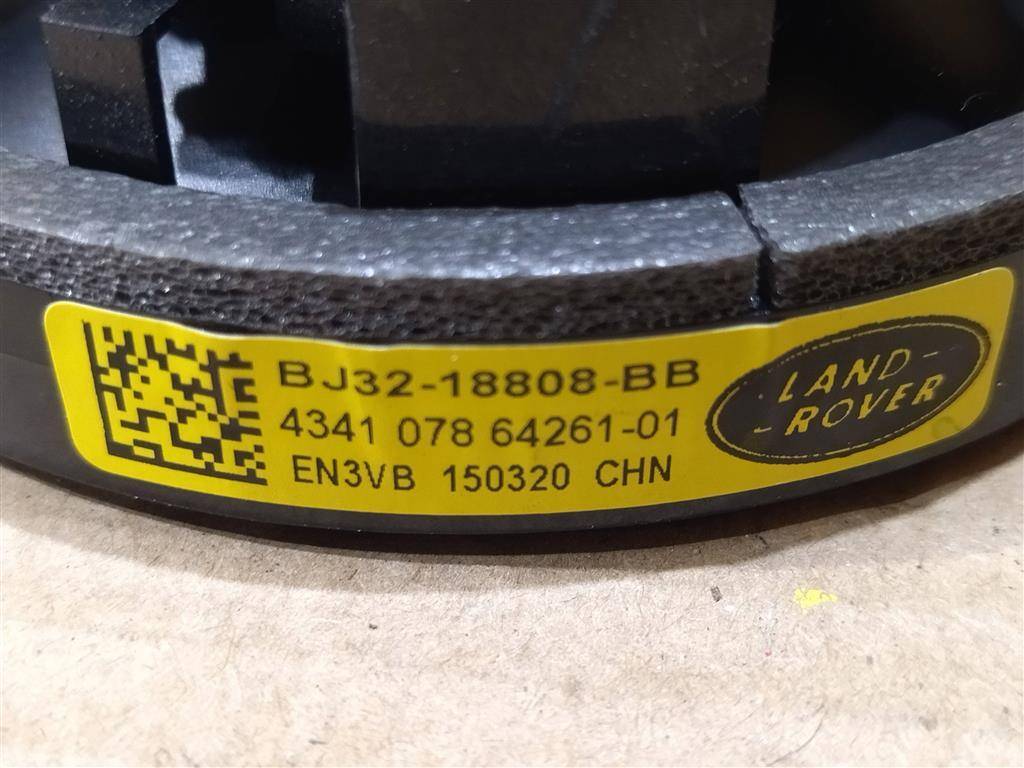 BJ32-18808-BB
4341 078 64261-01
EN3VB 150320 CHN
LAND
ROVER